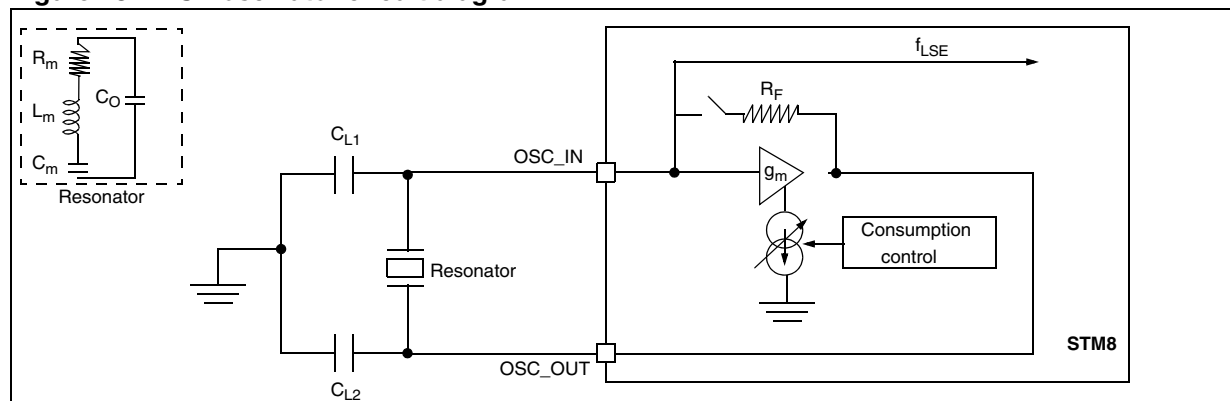 f_LSE
R_m
R_F
C_O
L_m
C_L1
OSC_IN
C_m
g_m
Resonator
Consumption
control
Resonator
STM8
OSC_OUT
C_L2